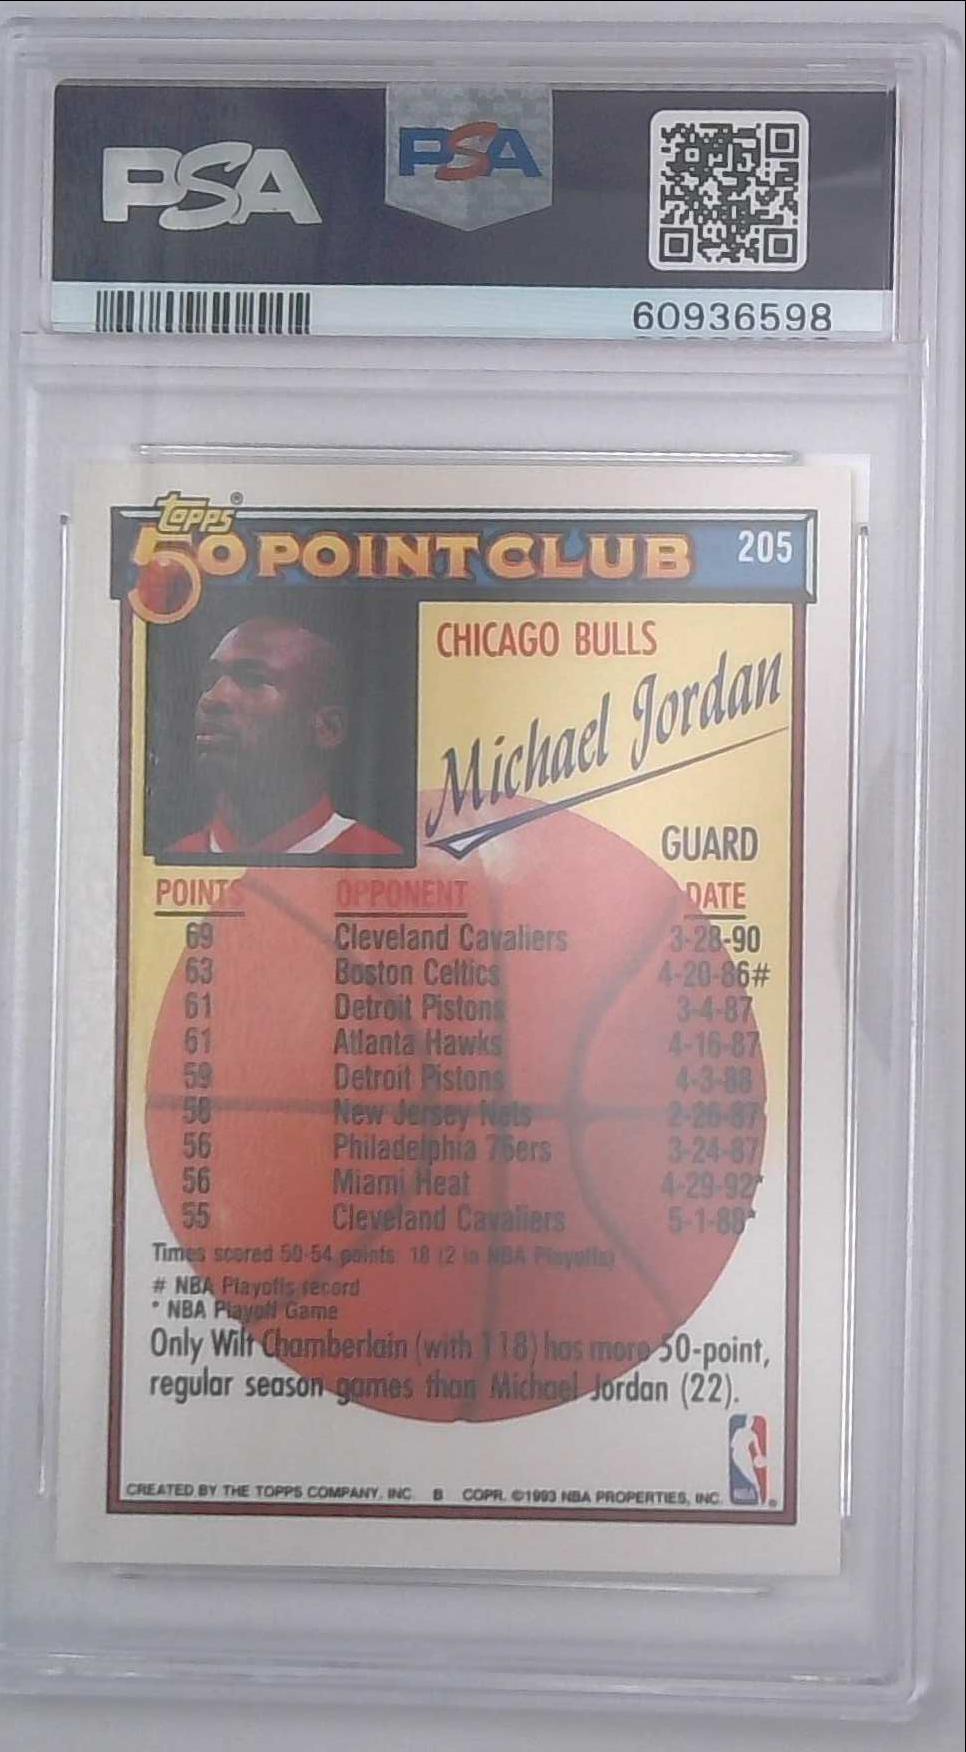 PSA PSA
60936598
topps®
50 POINT CLUB 205
CHICAGO BULLS
Michael Jordan
GUARD
POINTS OPPONENT DATE
69 Cleveland Cavaliers 3-28-90
63 Boston Celtics 4-20-86#
61 Detroit Pistons 3-4-87
61 Atlanta Hawks 4-16-87
59 Detroit Pistons 4-3-88
58 New Jersey Nets 2-26-87
56 Philadelphia 76ers 3-24-87
56 Miami Heat 4-29-92*
55 Cleveland Cavaliers 5-1-88*
Times scored 50-54 points 18 (2 in NBA Playoffs)
# NBA Playoffs record
* NBA Playoff Game
Only Wilt Chamberlain (with 118) has more 50-point,
regular season games than Michael Jordan (22).
CREATED BY THE TOPPS COMPANY, INC. B COPR. ©1993 NBA PROPERTIES, INC.
NBA ®